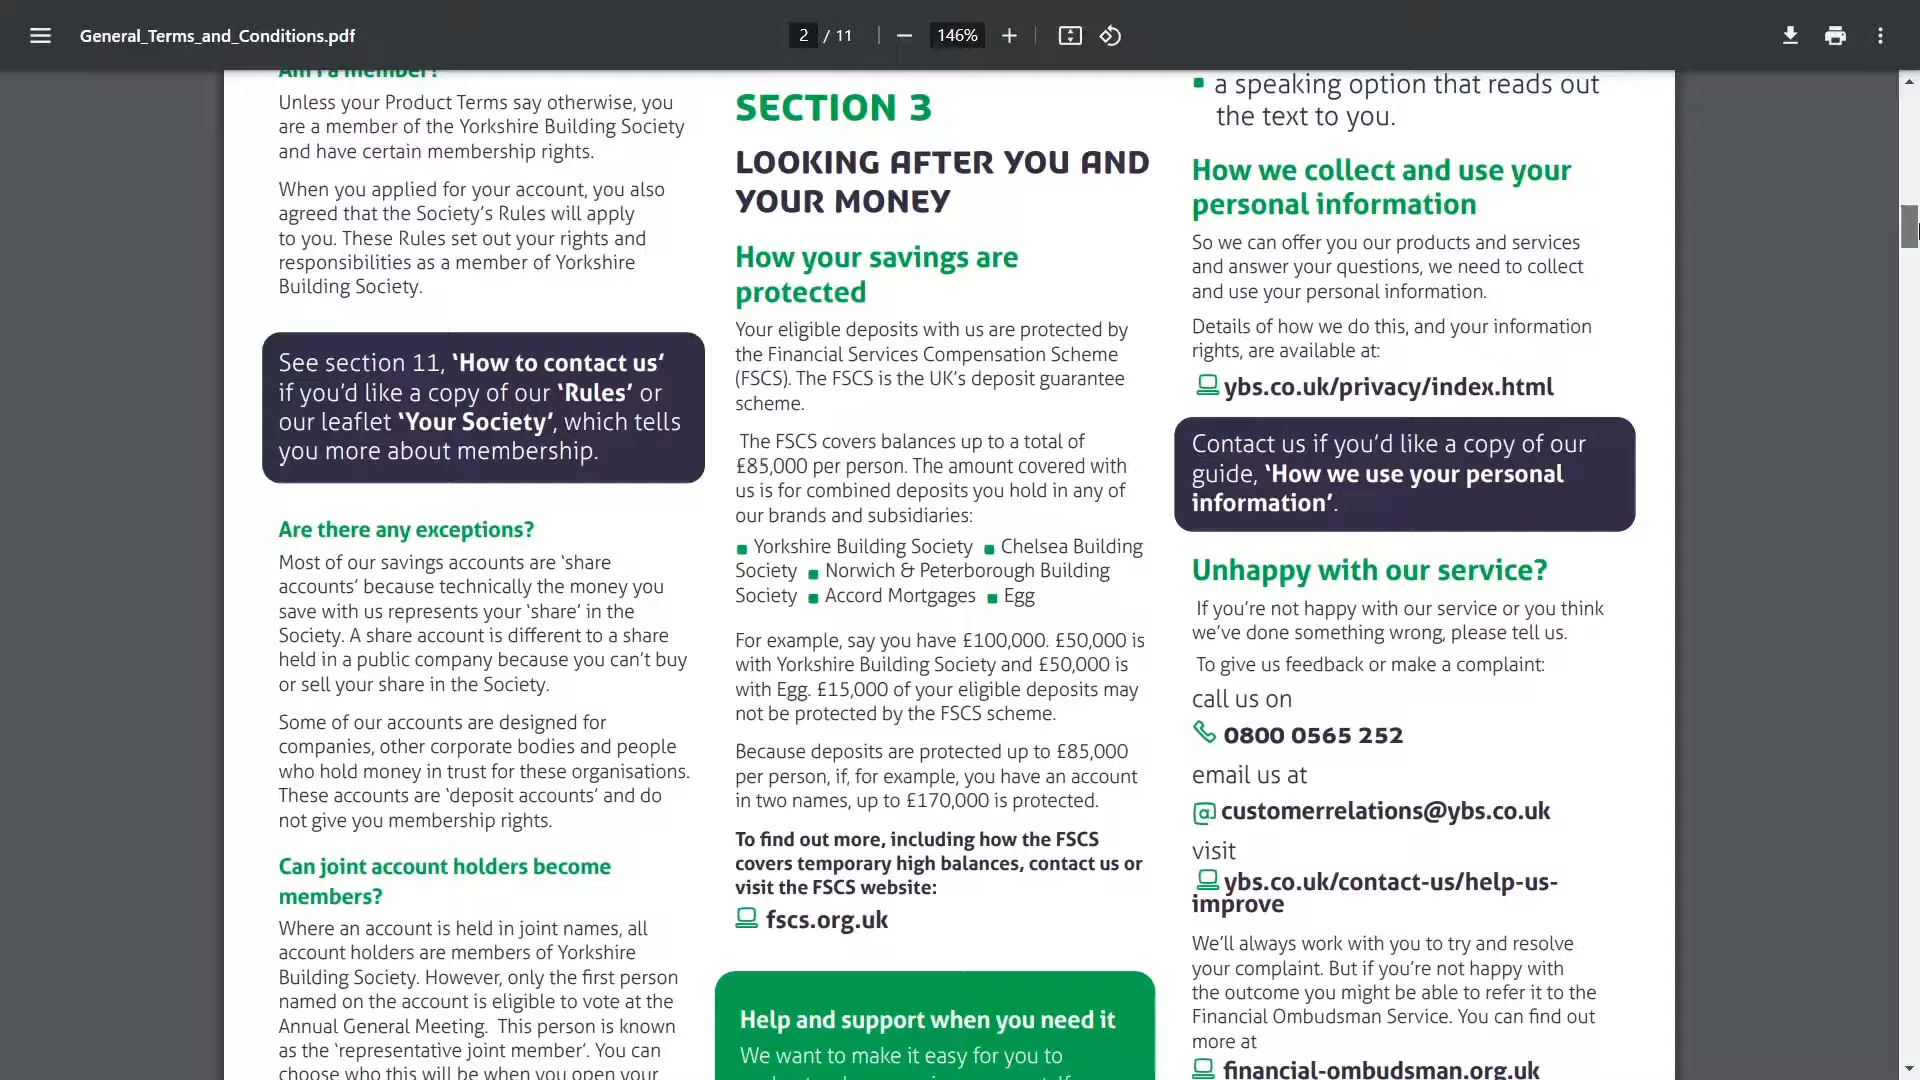 General_Terms_and_Conditions.pdf
2 / 11
146%
Am I a member?
Unless your Product Terms say otherwise, you
are a member of the Yorkshire Building Society
and have certain membership rights.
When you applied for your account, you also
agreed that the Society's Rules will apply
to you. These Rules set out your rights and
responsibilities as a member of Yorkshire
Building Society.
See section 11, 'How to contact us'
if you'd like a copy of our 'Rules' or
our leaflet 'Your Society', which tells
you more about membership.
Are there any exceptions?
Most of our savings accounts are 'share
accounts' because technically the money you
save with us represents your 'share' in the
Society. A share account is different to a share
held in a public company because you can't buy
or sell your share in the Society.
Some of our accounts are designed for
companies, other corporate bodies and people
who hold money in trust for these organisations.
These accounts are 'deposit accounts' and do
not give you membership rights.
Can joint account holders become
members?
Where an account is held in joint names, all
account holders are members of Yorkshire
Building Society. However, only the first person
named on the account is eligible to vote at the
Annual General Meeting. This person is known
as the 'representative joint member'. You can
choose who this will be when you open your
SECTION 3
LOOKING AFTER YOU AND
YOUR MONEY
How your savings are
protected
Your eligible deposits with us are protected by
the Financial Services Compensation Scheme
(FSCS). The FSCS is the UK's deposit guarantee
scheme.
The FSCS covers balances up to a total of
£85,000 per person. The amount covered with
us is for combined deposits you hold in any of
our brands and subsidiaries:
■ Yorkshire Building Society ■ Chelsea Building
Society ■ Norwich & Peterborough Building
Society ■ Accord Mortgages ■ Egg
For example, say you have £100,000. £50,000 is
with Yorkshire Building Society and £50,000 is
with Egg. £15,000 of your eligible deposits may
not be protected by the FSCS scheme.
Because deposits are protected up to £85,000
per person, if, for example, you have an account
in two names, up to £170,000 is protected.
To find out more, including how the FSCS
covers temporary high balances, contact us or
visit the FSCS website:
fscs.org.uk
Help and support when you need it
We want to make it easy for you to
■ a speaking option that reads out
the text to you.
How we collect and use your
personal information
So we can offer you our products and services
and answer your questions, we need to collect
and use your personal information.
Details of how we do this, and your information
rights, are available at:
ybs.co.uk/privacy/index.html
Contact us if you'd like a copy of our
guide, 'How we use your personal
information'.
Unhappy with our service?
If you're not happy with our service or you think
we've done something wrong, please tell us.
To give us feedback or make a complaint:
call us on
0800 0565 252
email us at
customerrelations@ybs.co.uk
visit
ybs.co.uk/contact-us/help-us-
improve
We'll always work with you to try and resolve
your complaint. But if you're not happy with
the outcome you might be able to refer it to the
Financial Ombudsman Service. You can find out
more at
financial-ombudsman.org.uk